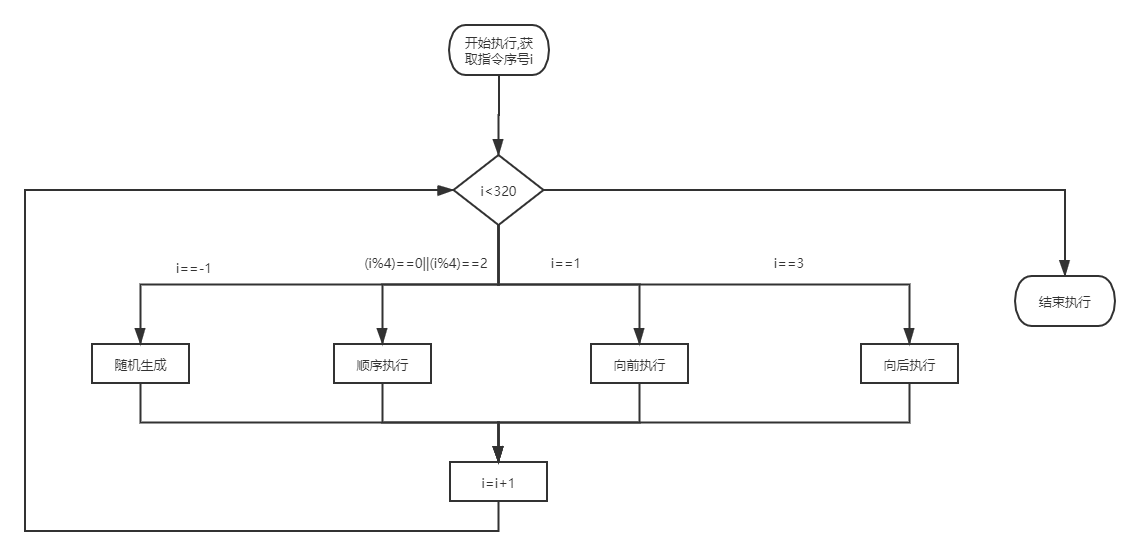 开始执行,获
取指令序号i
i<320
i==-1
(i%4)==0||(i%4)==2
i==1
i==3
结束执行
随机生成
顺序执行
向前执行
向后执行
i=i+1